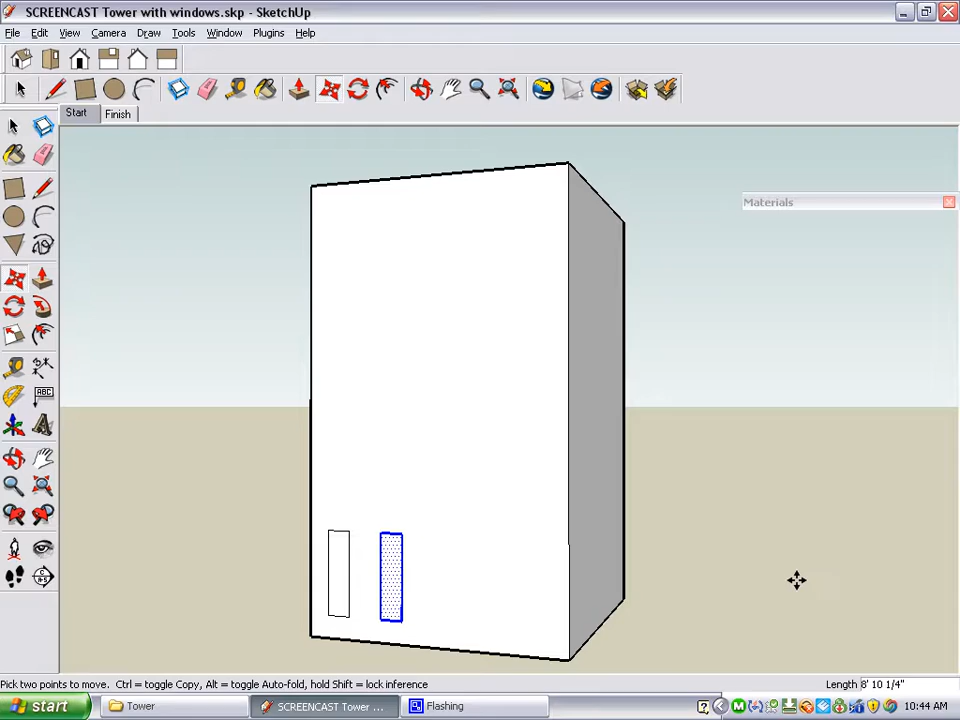 SCREENCAST Tower with windows.skp - SketchUp
File Edit View Camera Draw Tools Window Plugins Help
Start Finish
Materials
ABC
Pick two points to move. Ctrl = toggle Copy, Alt = toggle Auto-fold, hold Shift = lock inference
Length 8' 10 1/4"
start Tower SCREENCAST Tower ... Flashing 10:44 AM